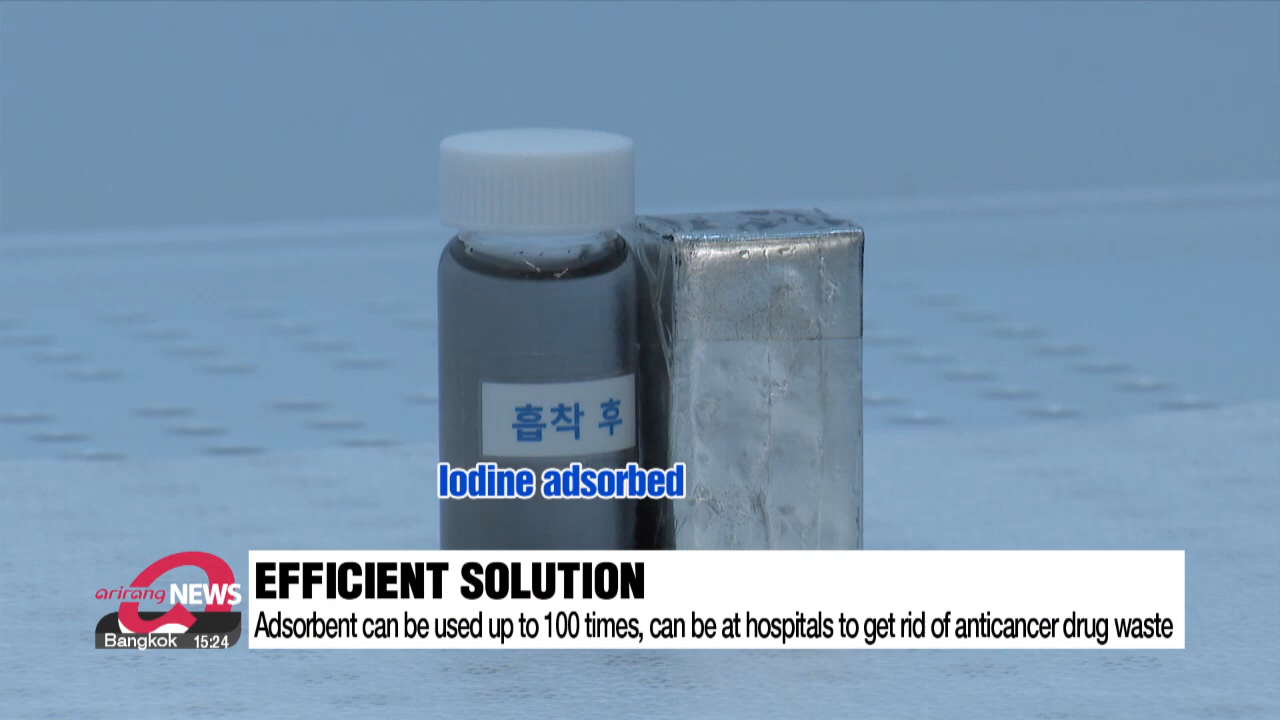 흡착 후
Iodine adsorbed
arirang NEWS
EFFICIENT SOLUTION
Adsorbent can be used up to 100 times, can be at hospitals to get rid of anticancer drug waste
Bangkok 15:24